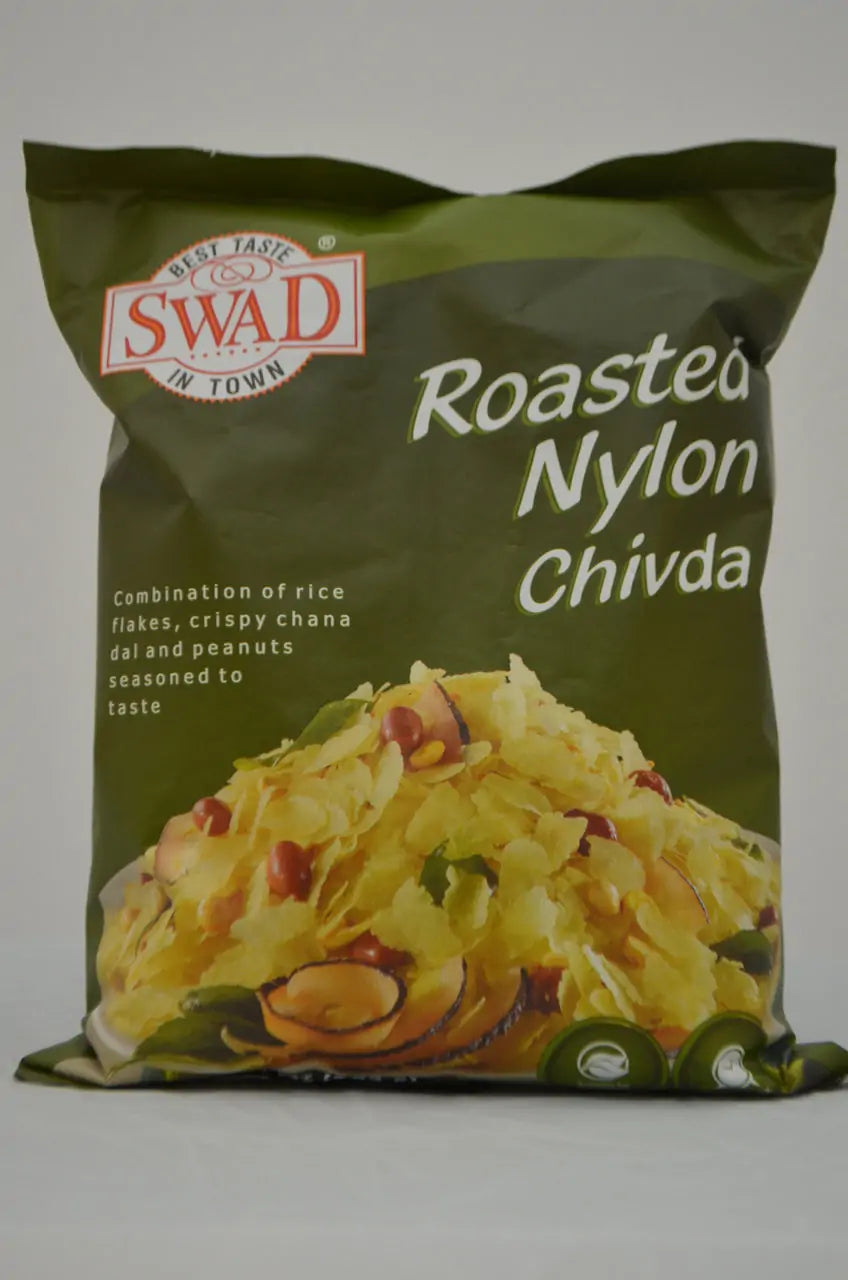 BEST TASTE
®
SWAD
IN TOWN
Roasted
Nylon
Chivda
Combination of rice
flakes, crispy chana
dal and peanuts
seasoned to
taste